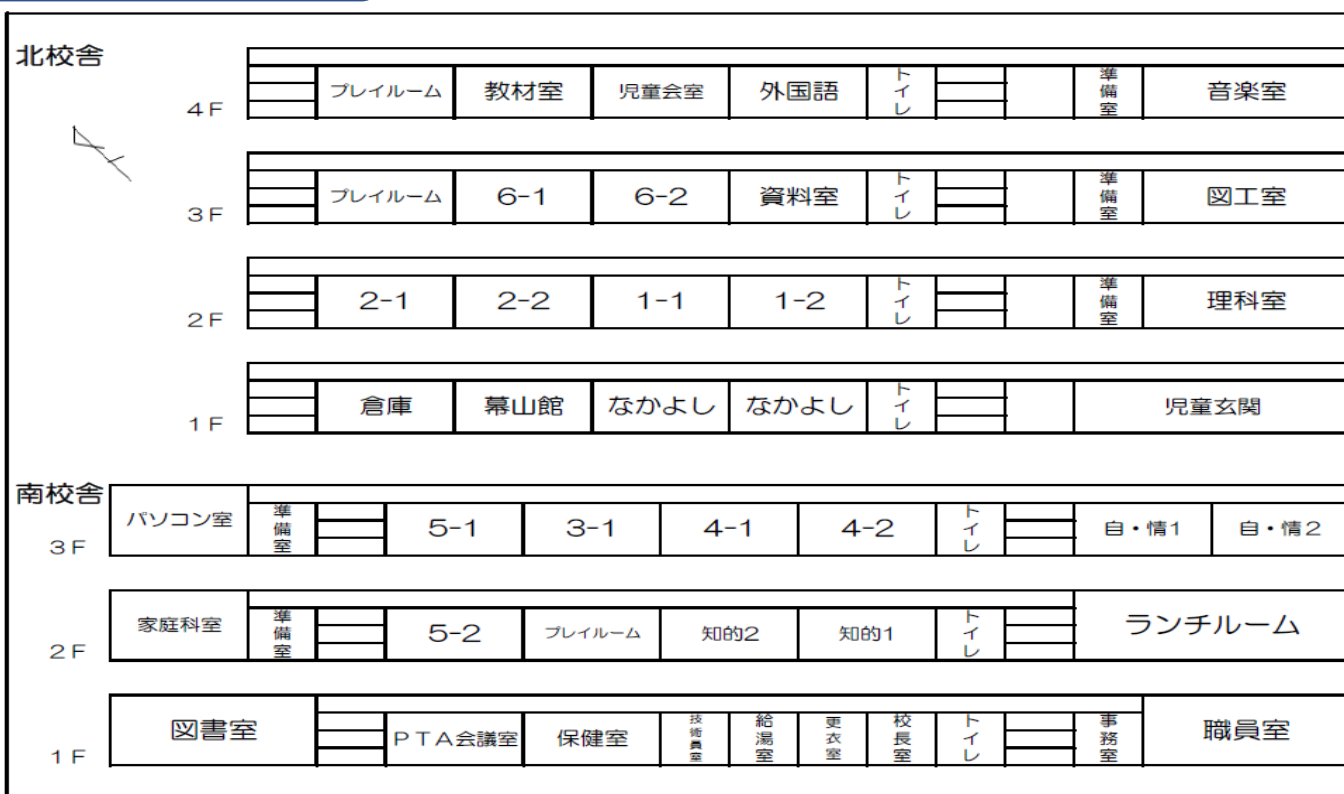 北校舎
4F プレイルーム 教材室 児童会室 外国語 トイレ 準備室 音楽室
3F プレイルーム 6-1 6-2 資料室 トイレ 準備室 図工室
2F 2-1 2-2 1-1 1-2 トイレ 準備室 理科室
1F 倉庫 幕山館 なかよし なかよし トイレ 児童玄関
南校舎
3F パソコン室 準備室 5-1 3-1 4-1 4-2 トイレ 自・情1 自・情2
2F 家庭科室 準備室 5-2 プレイルーム 知的2 知的1 トイレ ランチルーム
1F 図書室 PTA会議室 保健室 技術員室 給湯室 更衣室 校長室 トイレ 事務室 職員室